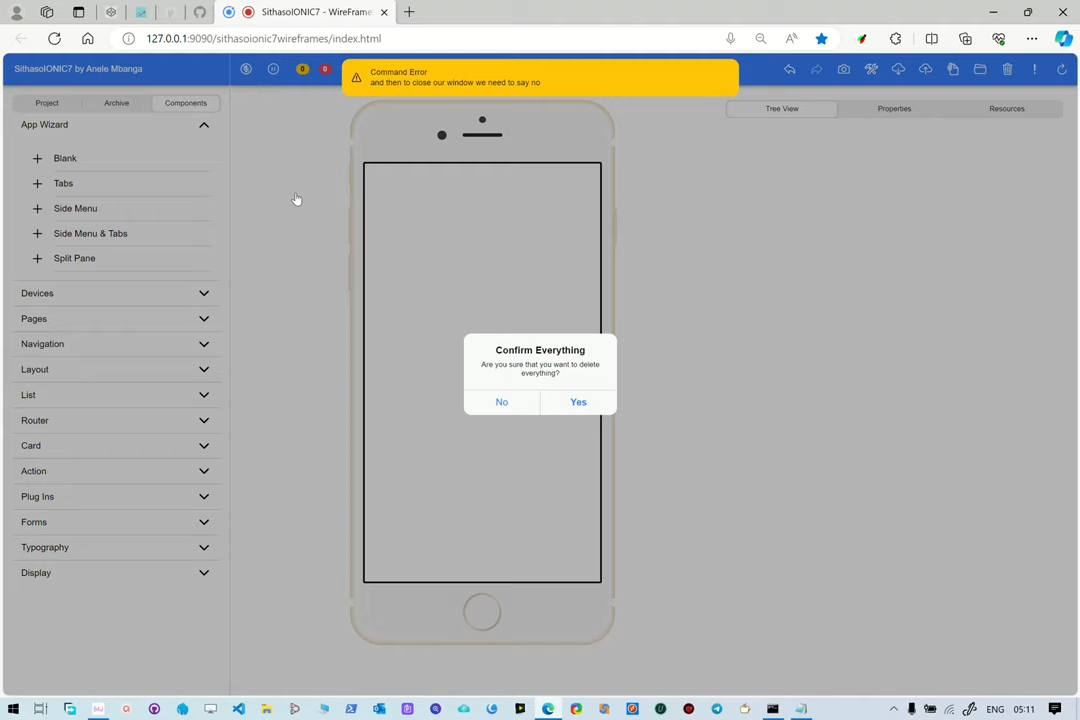 SithasoIONIC7 - WireFrame
127.0.0.1:9090/sithasoionic7wireframes/index.html
SithasoIONIC7 by Anele Mbanga
0
0
Command Error
and then to close our window we need to say no
Project
Archive
Components
Tree View
Properties
Resources
App Wizard
Blank
Tabs
Side Menu
Side Menu & Tabs
Split Pane
Devices
Pages
Navigation
Layout
List
Router
Card
Action
Plug Ins
Forms
Typography
Display
Confirm Everything
Are you sure that you want to delete
everything?
No
Yes
ENG
05:11